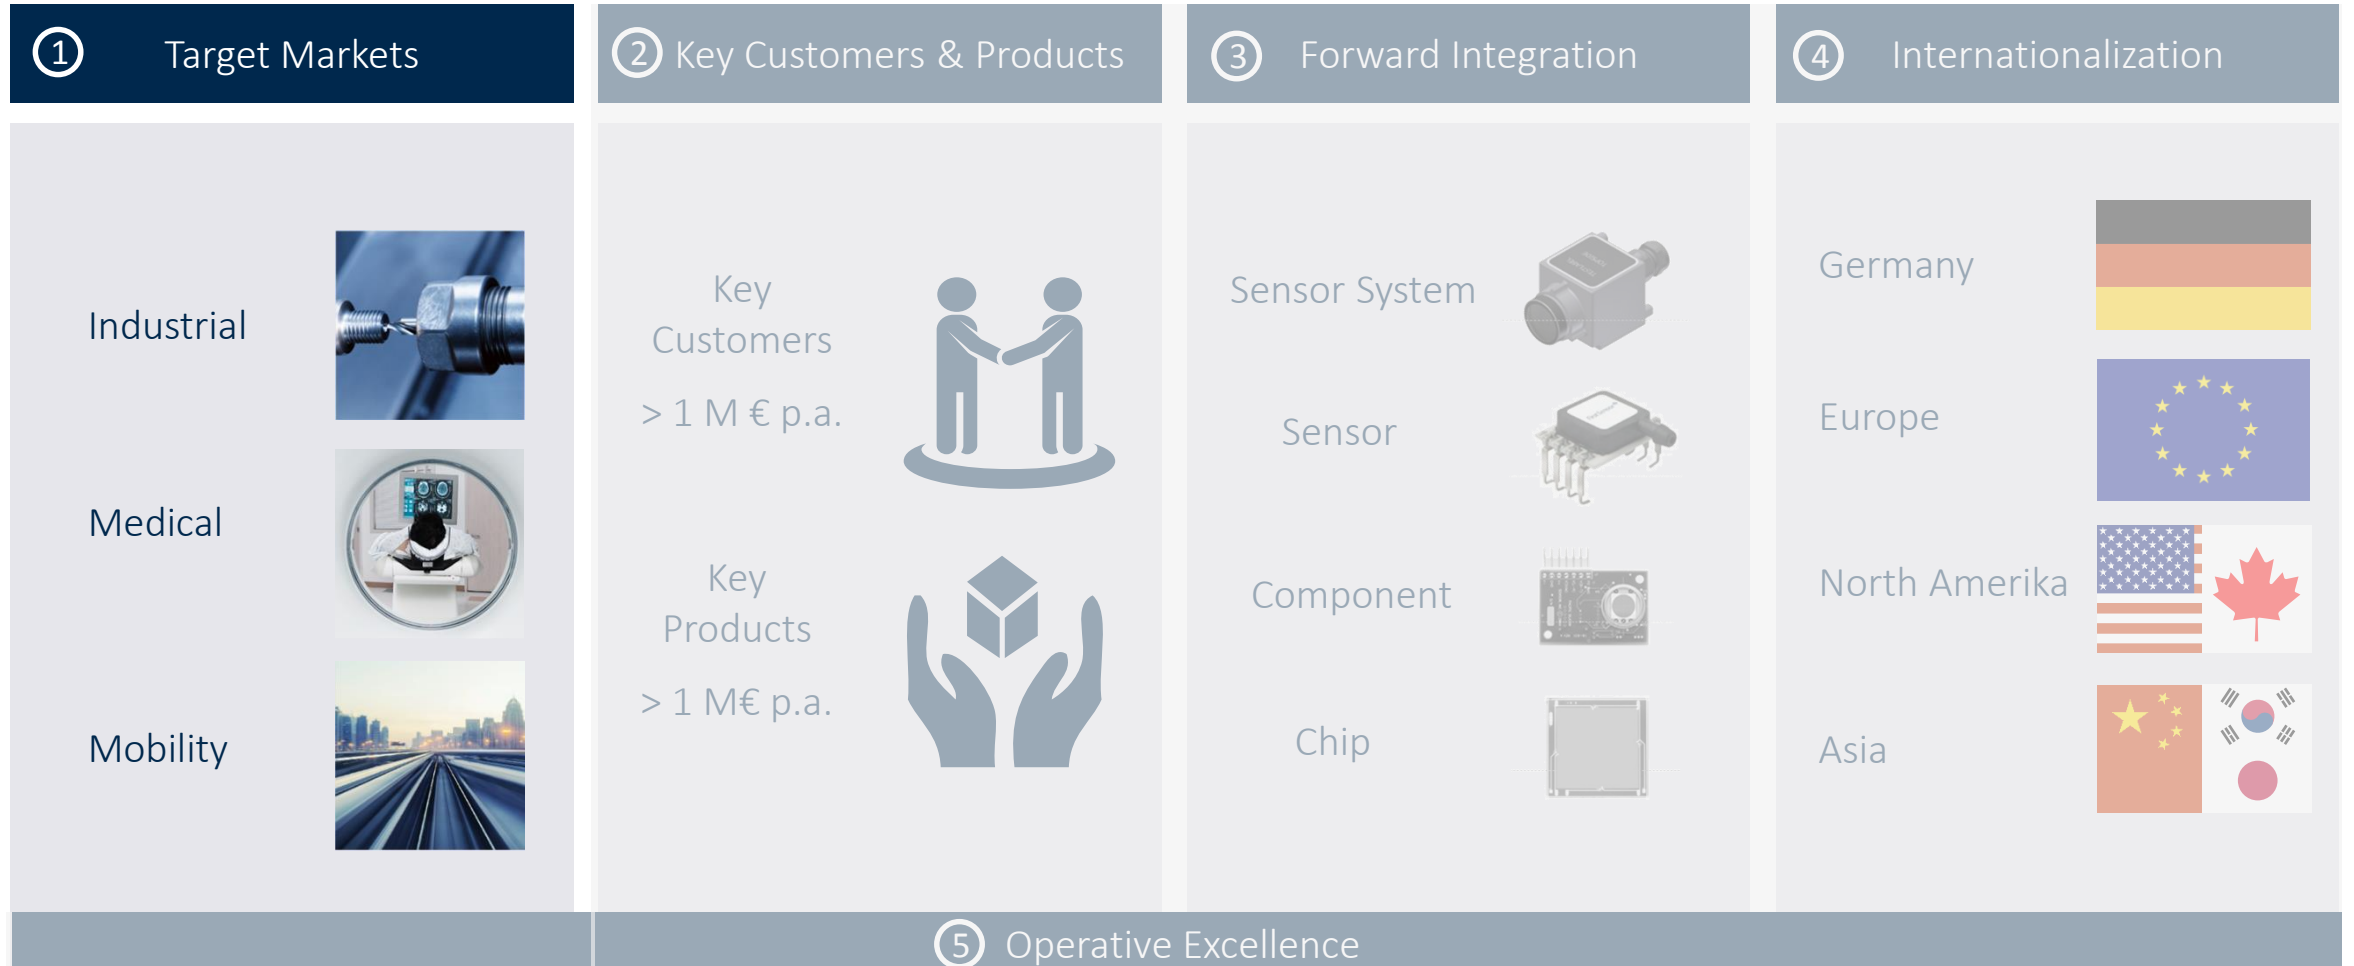 1 Target Markets
2 Key Customers & Products
3 Forward Integration
4 Internationalization
Industrial
Medical
Mobility
Key
Customers
> 1 M € p.a.
Key
Products
> 1 M€ p.a.
Sensor System
Sensor
Component
Chip
Germany
Europe
North Amerika
Asia
5 Operative Excellence